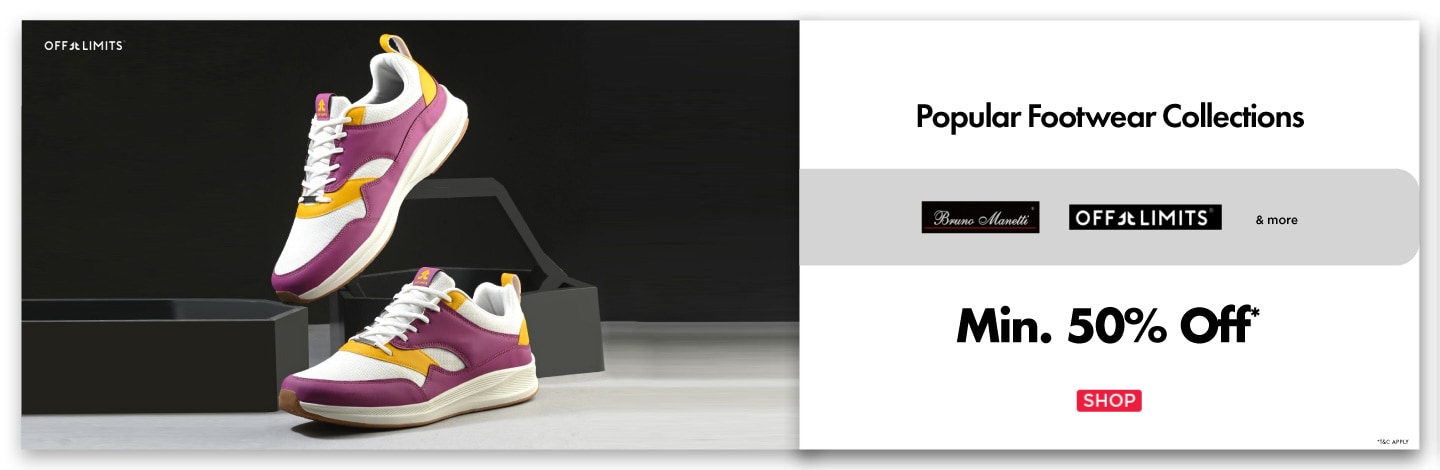 OFF LIMITS
Popular Footwear Collections
Bruno Manetti
OFF LIMITS
& more
Min. 50% Off*
SHOP
*T&C APPLY